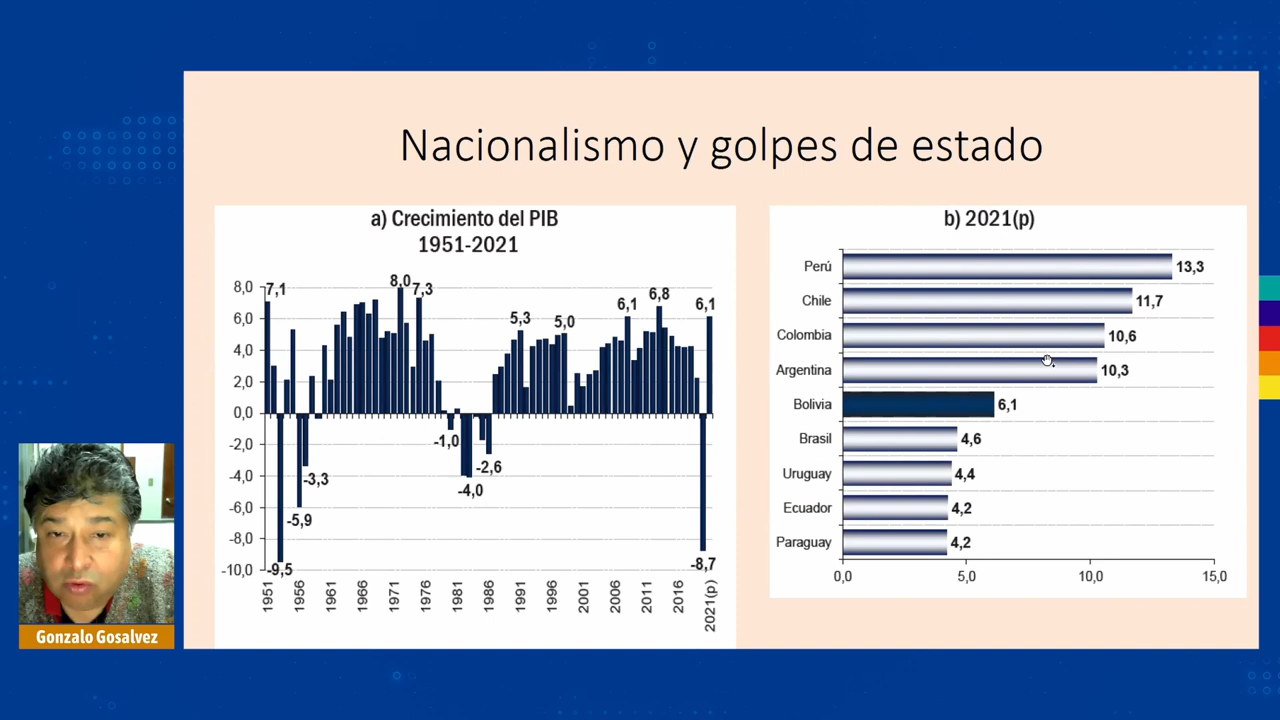 Nacionalismo y golpes de estado
a) Crecimiento del PIB
1951-2021
8,0
6,0
4,0
2,0
0,0
-2,0
-4,0
-6,0
-8,0
-10,0
7,1
-9,5
-5,9
-3,3
8,0
7,3
-1,0
-4,0
-2,6
5,3
5,0
6,1
6,8
-8,7
6,1
1951
1956
1961
1966
1971
1976
1981
1986
1991
1996
2001
2006
2011
2016
2021(p)
b) 2021(p)
Perú 13,3
Chile 11,7
Colombia 10,6
Argentina 10,3
Bolivia 6,1
Brasil 4,6
Uruguay 4,4
Ecuador 4,2
Paraguay 4,2
0,0 5,0 10,0 15,0
Gonzalo Gosalvez